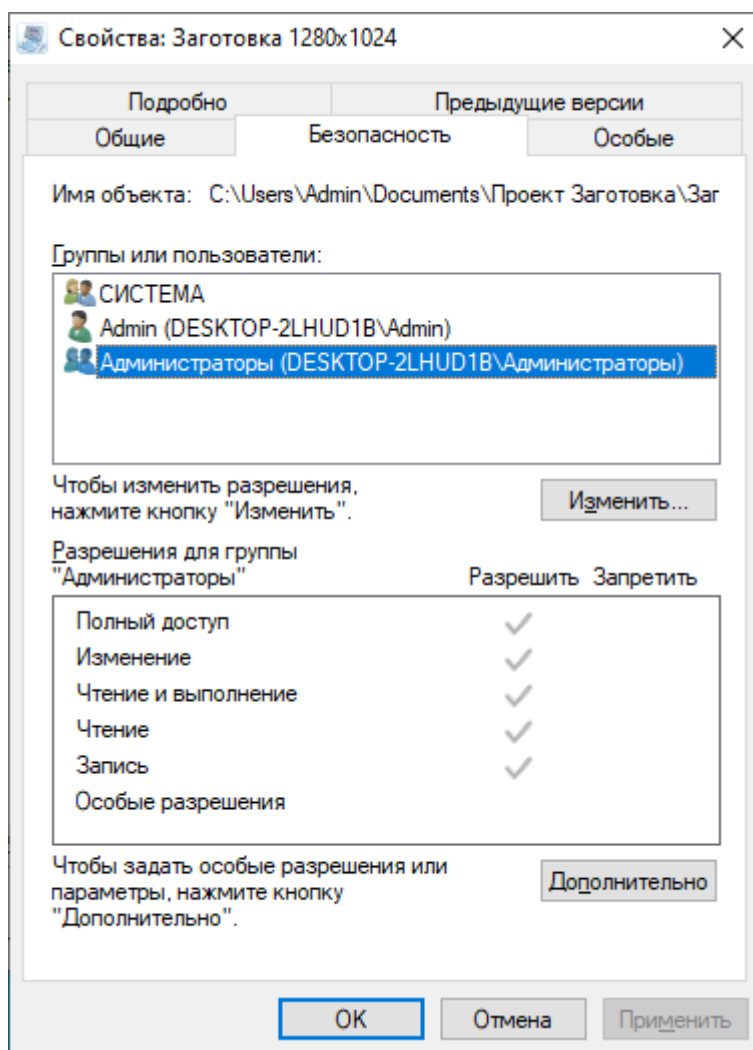 Свойства: Заготовка 1280x1024
Подробно Предыдущие версии
Общие Безопасность Особые
Имя объекта: C:\Users\Admin\Documents\Проект Заготовка\Заг
Группы или пользователи:
СИСТЕМА
Admin (DESKTOP-2LHUD1B\Admin)
Администраторы (DESKTOP-2LHUD1B\Администраторы)
Чтобы изменить разрешения,
нажмите кнопку "Изменить".
Изменить...
Разрешения для группы
"Администраторы" Разрешить Запретить
Полный доступ
Изменение
Чтение и выполнение
Чтение
Запись
Особые разрешения
Чтобы задать особые разрешения или
параметры, нажмите кнопку
"Дополнительно".
Дополнительно
OK Отмена Применить